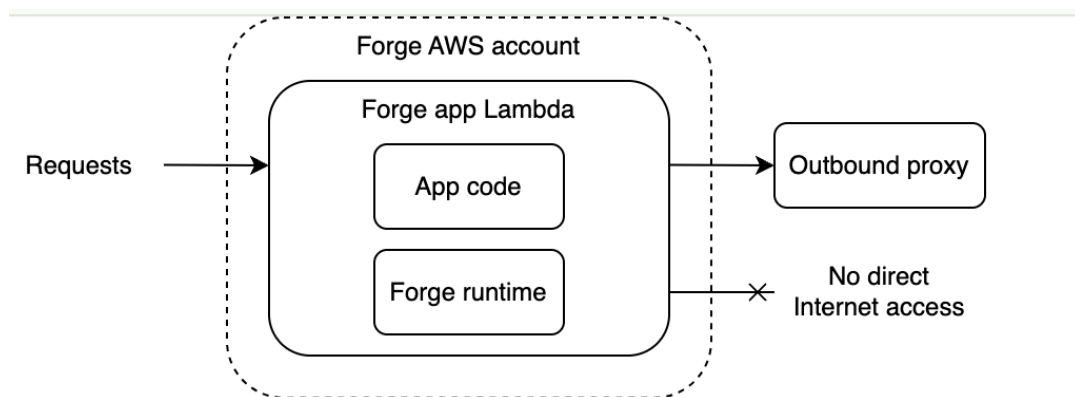 Forge AWS account
Forge app Lambda
Requests
App code
Outbound proxy
Forge runtime
No direct
Internet access